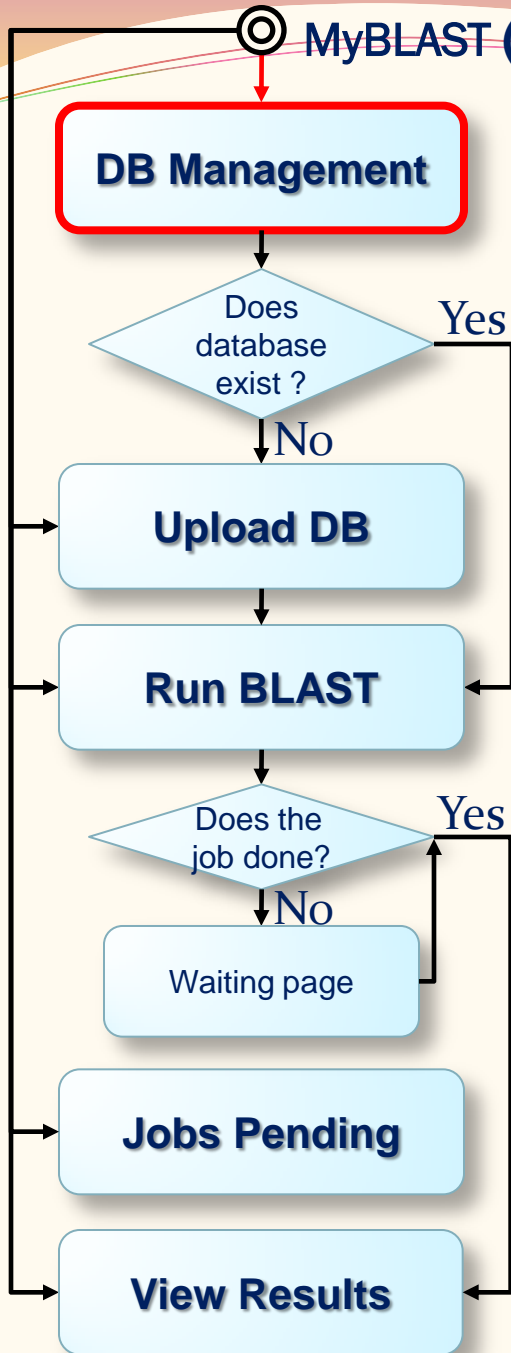 MyBLAST (
DB Management
Does
database
exist ?
Yes
No
Upload DB
Run BLAST
Does the
job done?
Yes
No
Waiting page
Jobs Pending
View Results